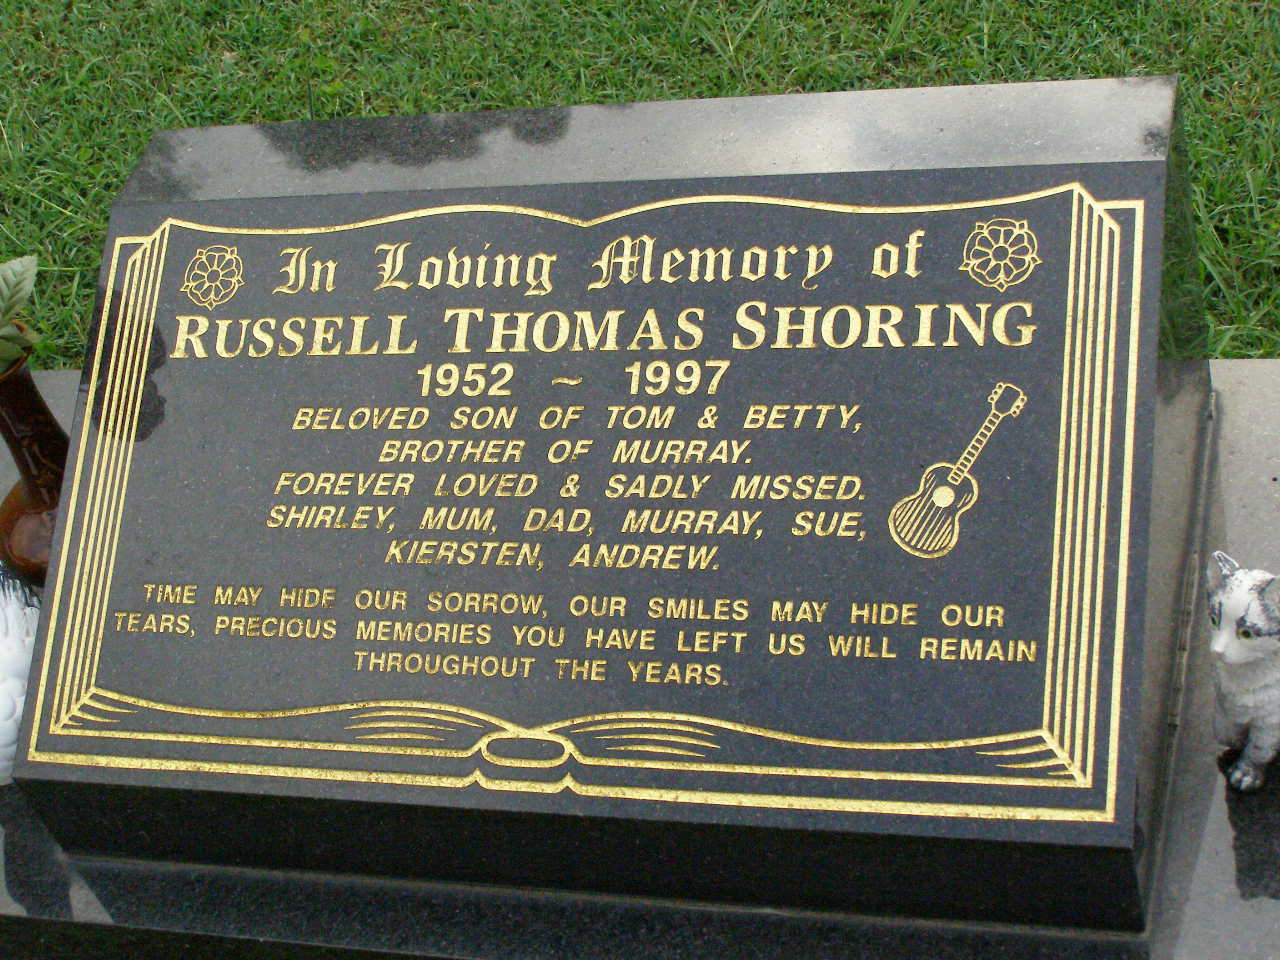 In Loving Memory of
RUSSELL THOMAS SHORING
1952 ~ 1997
BELOVED SON OF TOM & BETTY,
BROTHER OF MURRAY.
FOREVER LOVED & SADLY MISSED.
SHIRLEY, MUM, DAD, MURRAY, SUE,
KIERSTEN, ANDREW.
TIME MAY HIDE OUR SORROW, OUR SMILES MAY HIDE OUR
TEARS, PRECIOUS MEMORIES YOU HAVE LEFT US WILL REMAIN
THROUGHOUT THE YEARS.